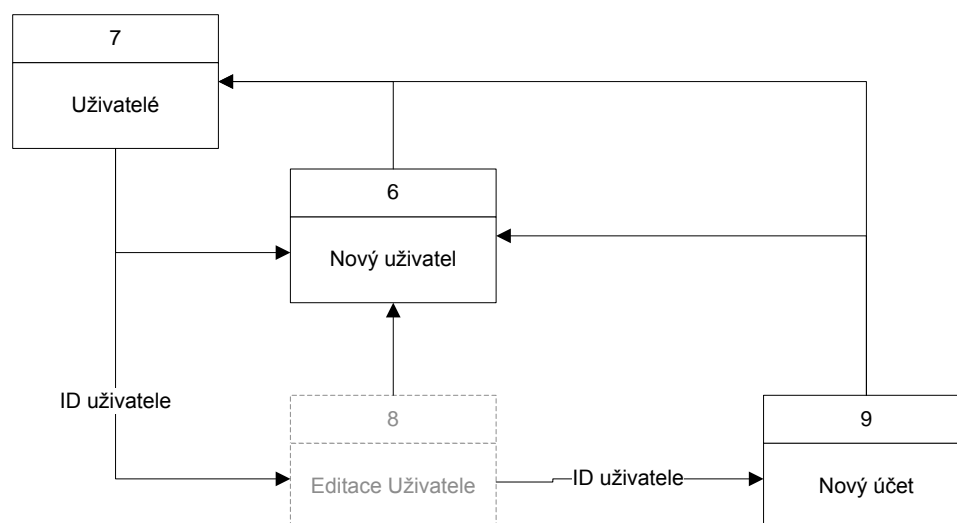 7
Uživatelé
6
Nový uživatel
ID uživatele
8
9
Editace Uživatele
ID uživatele
Nový účet